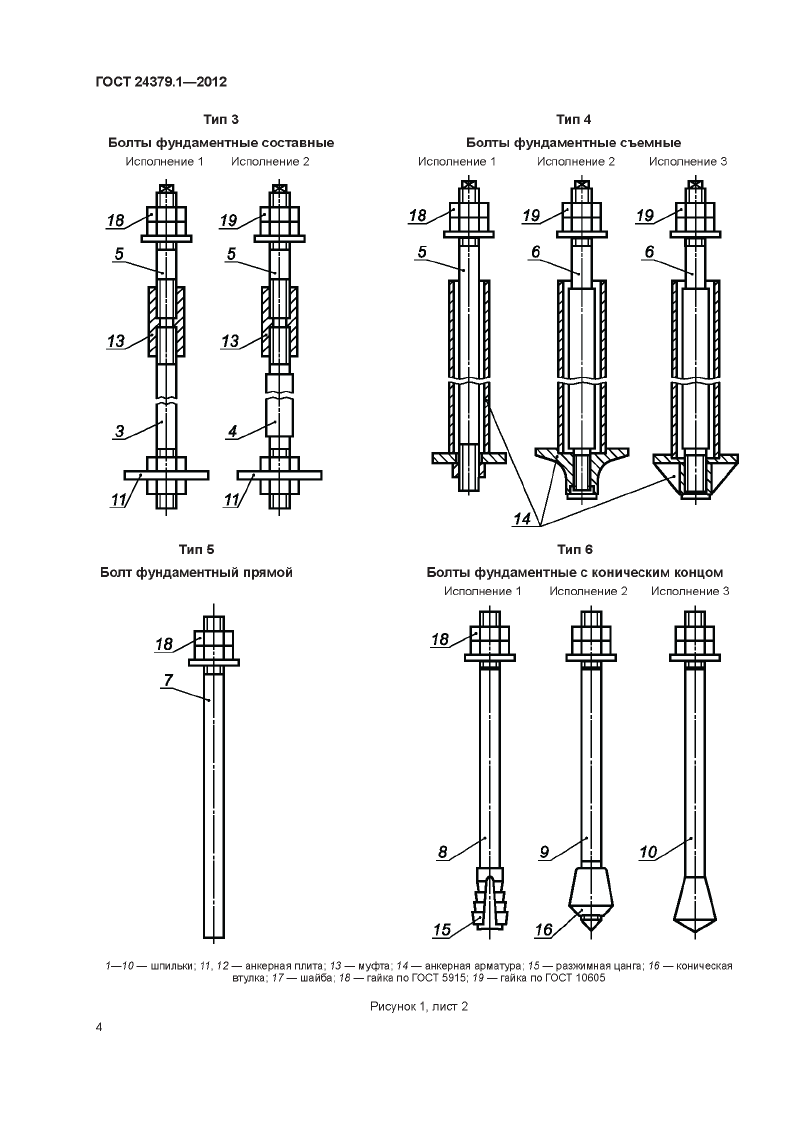 ГОСТ 24379.1—2012
Тип 3
Болты фундаментные составные
Исполнение 1 Исполнение 2
18
5
13
3
11
19
5
13
4
11
Тип 4
Болты фундаментные съемные
Исполнение 1 Исполнение 2 Исполнение 3
18
5
19
6
19
6
14
Тип 5
Болт фундаментный прямой
18
7
Тип 6
Болты фундаментные с коническим концом
Исполнение 1 Исполнение 2 Исполнение 3
18
8
15
9
16
10
1—10 — шпильки; 11, 12 — анкерная плита; 13 — муфта; 14 — анкерная арматура; 15 — разжимная цанга; 16 — коническая
втулка; 17 — шайба; 18 — гайка по ГОСТ 5915; 19 — гайка по ГОСТ 10605
Рисунок 1, лист 2
4